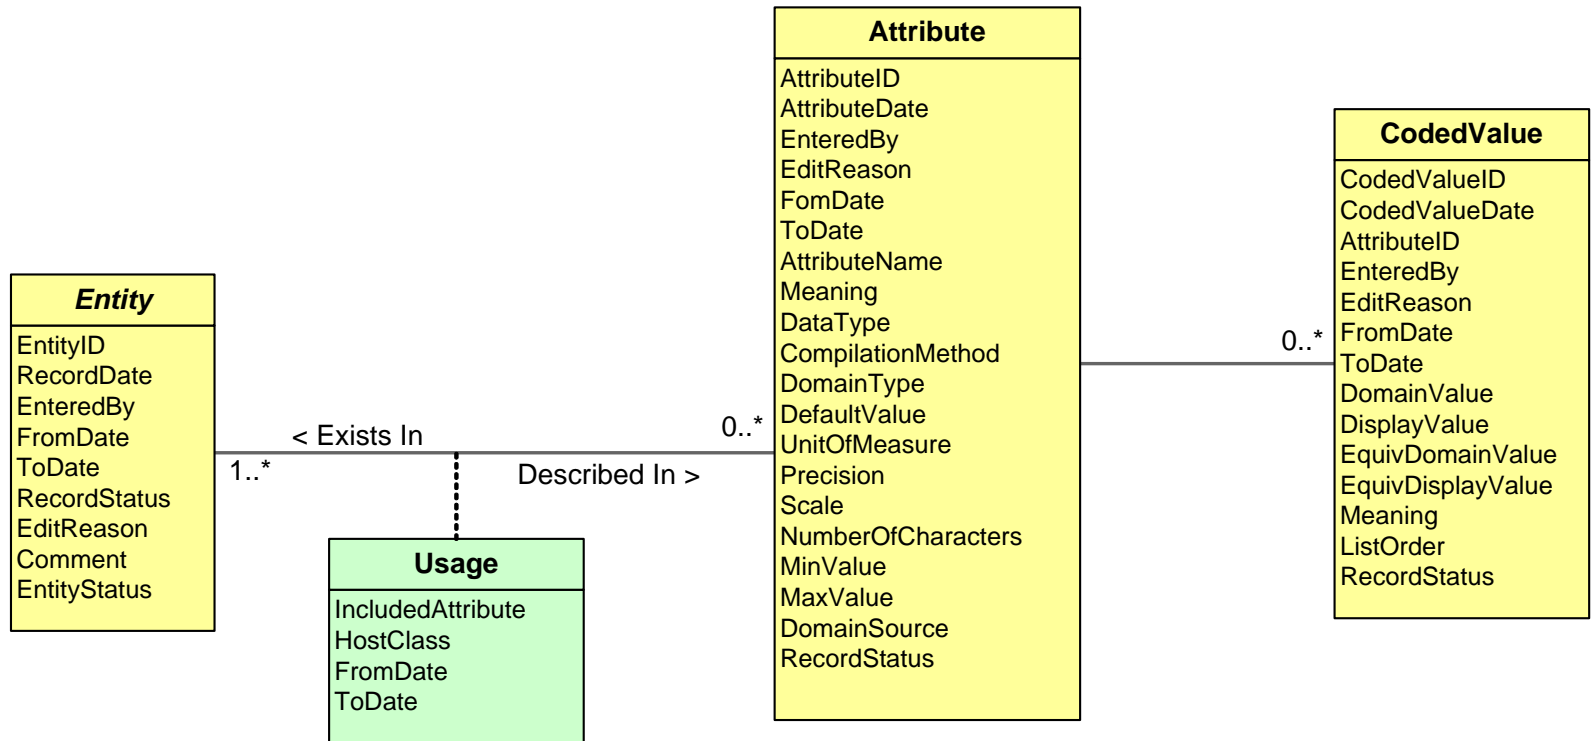 Entity
EntityID
RecordDate
EnteredBy
FromDate
ToDate
RecordStatus
EditReason
Comment
EntityStatus
< Exists In
1..*
0..*
Described In >
Usage
IncludedAttribute
HostClass
FromDate
ToDate
Attribute
AttributeID
AttributeDate
EnteredBy
EditReason
FomDate
ToDate
AttributeName
Meaning
DataType
CompilationMethod
DomainType
DefaultValue
UnitOfMeasure
Precision
Scale
NumberOfCharacters
MinValue
MaxValue
DomainSource
RecordStatus
0..*
CodedValue
CodedValueID
CodedValueDate
AttributeID
EnteredBy
EditReason
FromDate
ToDate
DomainValue
DisplayValue
EquivDomainValue
EquivDisplayValue
Meaning
ListOrder
RecordStatus